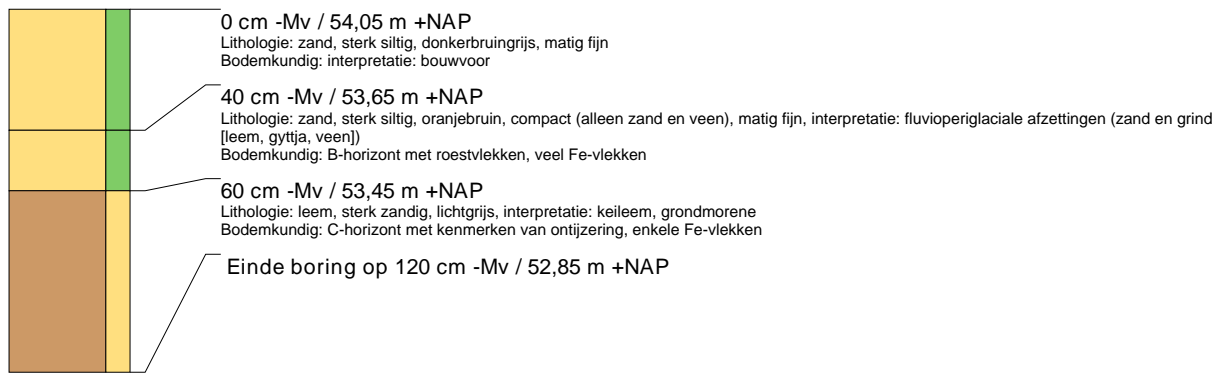 0 cm -Mv / 54,05 m +NAP
Lithologie: zand, sterk siltig, donkerbruingrijs, matig fijn
Bodemkundig: interpretatie: bouwvoor
40 cm -Mv / 53,65 m +NAP
Lithologie: zand, sterk siltig, oranjebruin, compact (alleen zand en veen), matig fijn, interpretatie: fluvioperiglaciale afzettingen (zand en grind
[leem, gyttja, veen])
Bodemkundig: B-horizont met roestvlekken, veel Fe-vlekken
60 cm -Mv / 53,45 m +NAP
Lithologie: leem, sterk zandig, lichtgrijs, interpretatie: keileem, grondmorene
Bodemkundig: C-horizont met kenmerken van ontijzering, enkele Fe-vlekken
Einde boring op 120 cm -Mv / 52,85 m +NAP